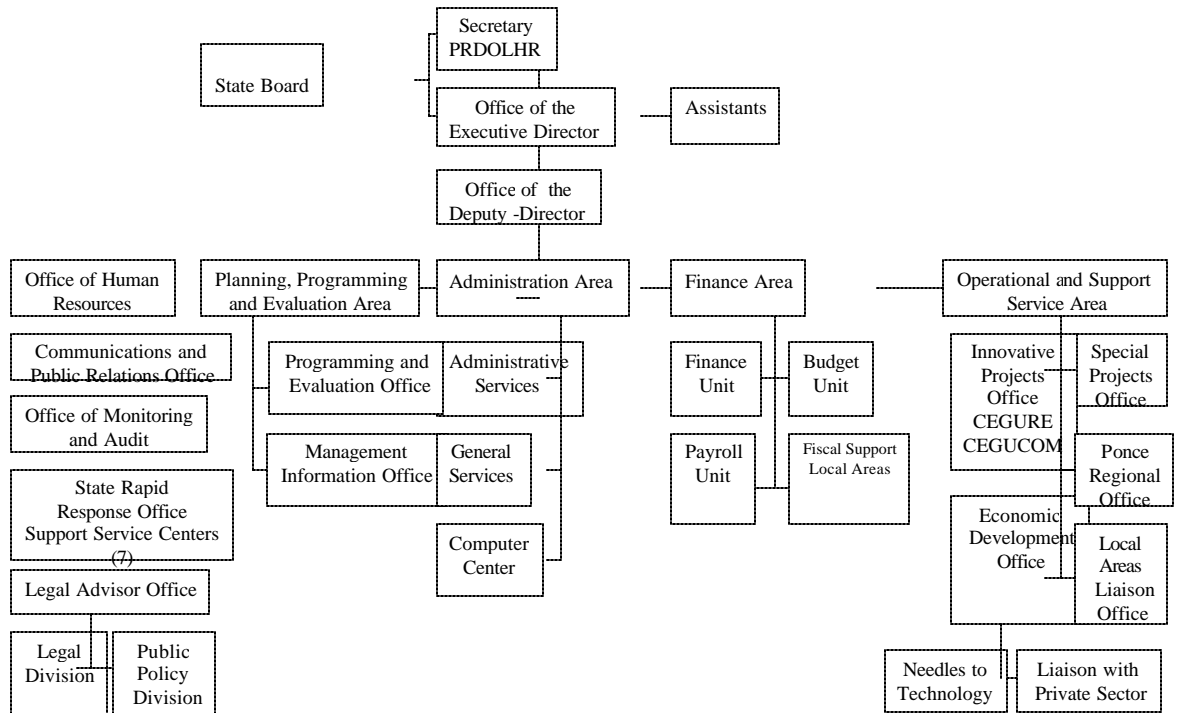 Secretary
PRDOLHR
State Board
Office of the
Executive Director
Assistants
Office of the
Deputy -Director
Office of Human
Resources
Planning, Programming
and Evaluation Area
Administration Area
Finance Area
Operational and Support
Service Area
Communications and
Public Relations Office
Office of Monitoring
and Audit
State Rapid
Response Office
Support Service Centers
(7)
Legal Advisor Office
Legal
Division
Public
Policy
Division
Programming and
Evaluation Office
Management
Information Office
Administrative
Services
General
Services
Computer
Center
Finance
Unit
Budget
Unit
Payroll
Unit
Fiscal Support
Local Areas
Innovative
Projects
Office
CEGURE
CEGUCOM
Special
Projects
Office
Ponce
Regional
Office
Economic
Development
Office
Local
Areas
Liaison
Office
Needles to
Technology
Liaison with
Private Sector